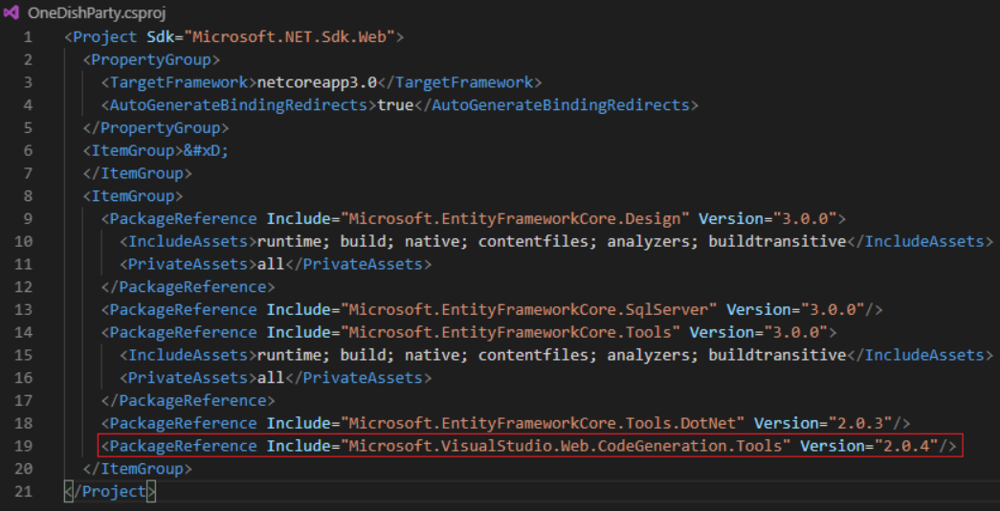 OneDishParty.csproj
1 <Project Sdk="Microsoft.NET.Sdk.Web">
2 <PropertyGroup>
3 <TargetFramework>netcoreapp3.0</TargetFramework>
4 <AutoGenerateBindingRedirects>true</AutoGenerateBindingRedirects>
5 </PropertyGroup>
6 <ItemGroup>&#xD;
7 </ItemGroup>
8 <ItemGroup>
9 <PackageReference Include="Microsoft.EntityFrameworkCore.Design" Version="3.0.0">
10 <IncludeAssets>runtime; build; native; contentfiles; analyzers; buildtransitive</IncludeAssets>
11 <PrivateAssets>all</PrivateAssets>
12 </PackageReference>
13 <PackageReference Include="Microsoft.EntityFrameworkCore.SqlServer" Version="3.0.0"/>
14 <PackageReference Include="Microsoft.EntityFrameworkCore.Tools" Version="3.0.0">
15 <IncludeAssets>runtime; build; native; contentfiles; analyzers; buildtransitive</IncludeAssets>
16 <PrivateAssets>all</PrivateAssets>
17 </PackageReference>
18 <PackageReference Include="Microsoft.EntityFrameworkCore.Tools.DotNet" Version="2.0.3"/>
19 <PackageReference Include="Microsoft.VisualStudio.Web.CodeGeneration.Tools" Version="2.0.4"/>
20 </ItemGroup>
21 </Project>